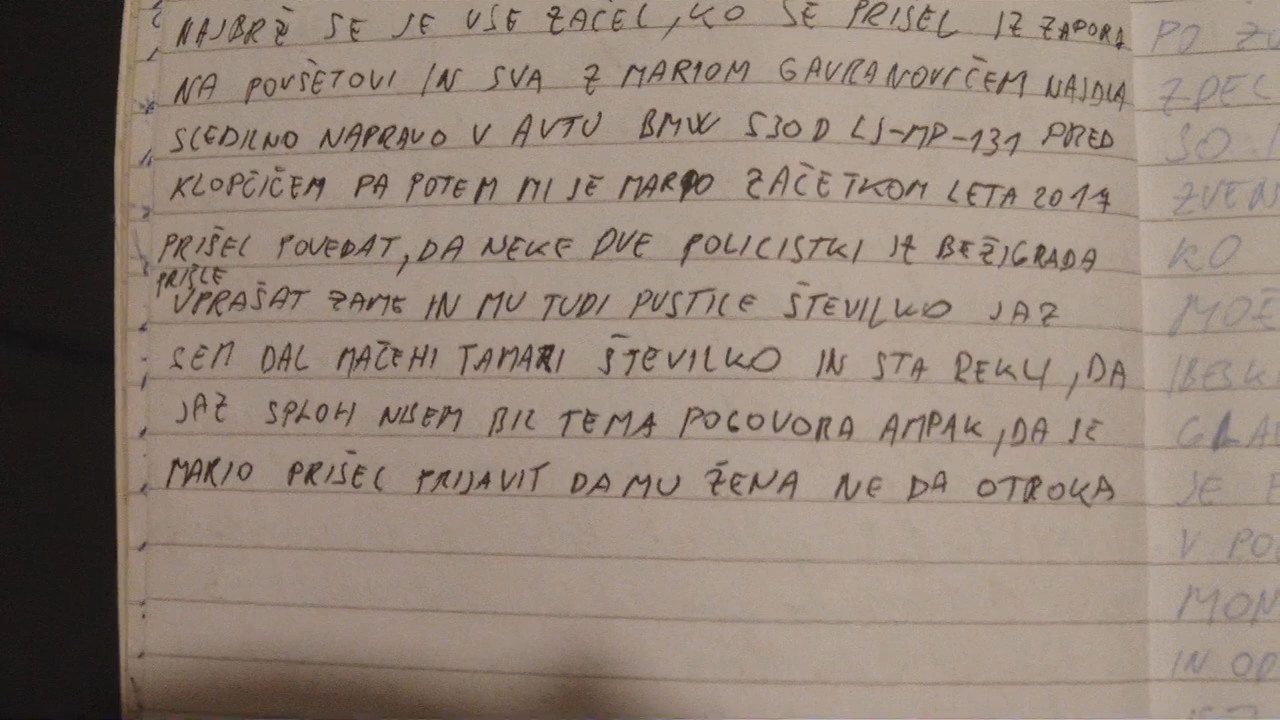 NAJBRŽ SE JE VSE ZAČEL, KO SE PRIŠEL IZ ZAPORA
NA POVŠETOVI IN SVA Z MARIOM GAVRANOVIČEM NAJDLA
SLEDILNO NAPRAVO V AVTU BMW 530D LJ-MP-131 PRED
KLOPČIČEM PA POTEM MI JE MARIO ZAČETKOM LETA 2017
PRIŠEL POVEDAT, DA NEKE DVE POLICISTKI IZ BEŽIGRADA
PRIŠLE
VPRAŠAT ZAME IN MU TUDI PUSTILE ŠTEVILKO JAZ
SEM DAL MAČEHI TAMARI ŠTEVILKO IN STA REKLI, DA
JAZ SPLOH NISEM BIL TEMA POGOVORA AMPAK, DA JE
MARIO PRIŠEL PRIJAVIT DA MU ŽENA NE DA OTROKA
PO
SO
KO
JE
V
IN